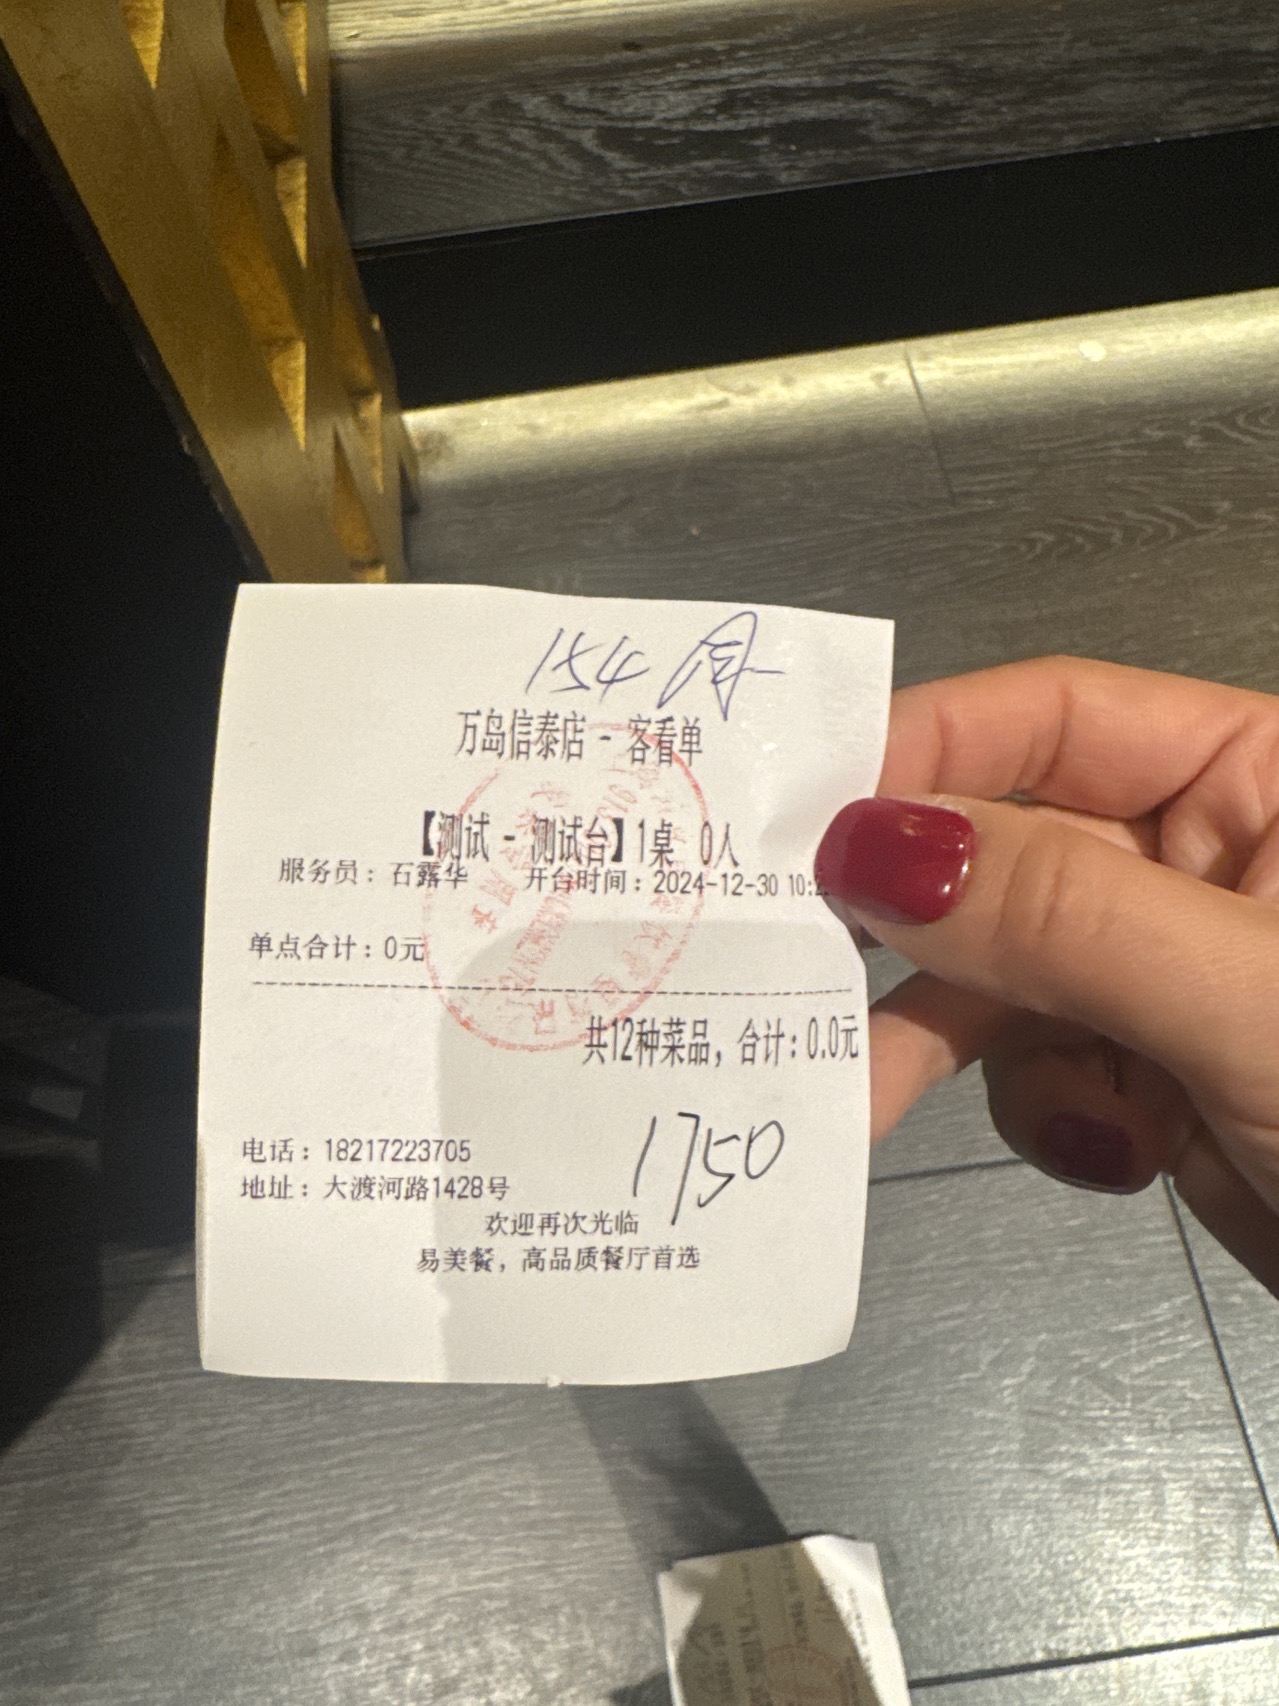 154
万岛信泰店 - 客看单
【测试 - 测试台】1桌 0人
服务员：石露华 开台时间：2024-12-30 10:2
单点合计：0元
共12种菜品，合计：0.0元
1750
电话：18217223705
地址：大渡河路1428号
欢迎再次光临
易美餐，高品质餐厅首选